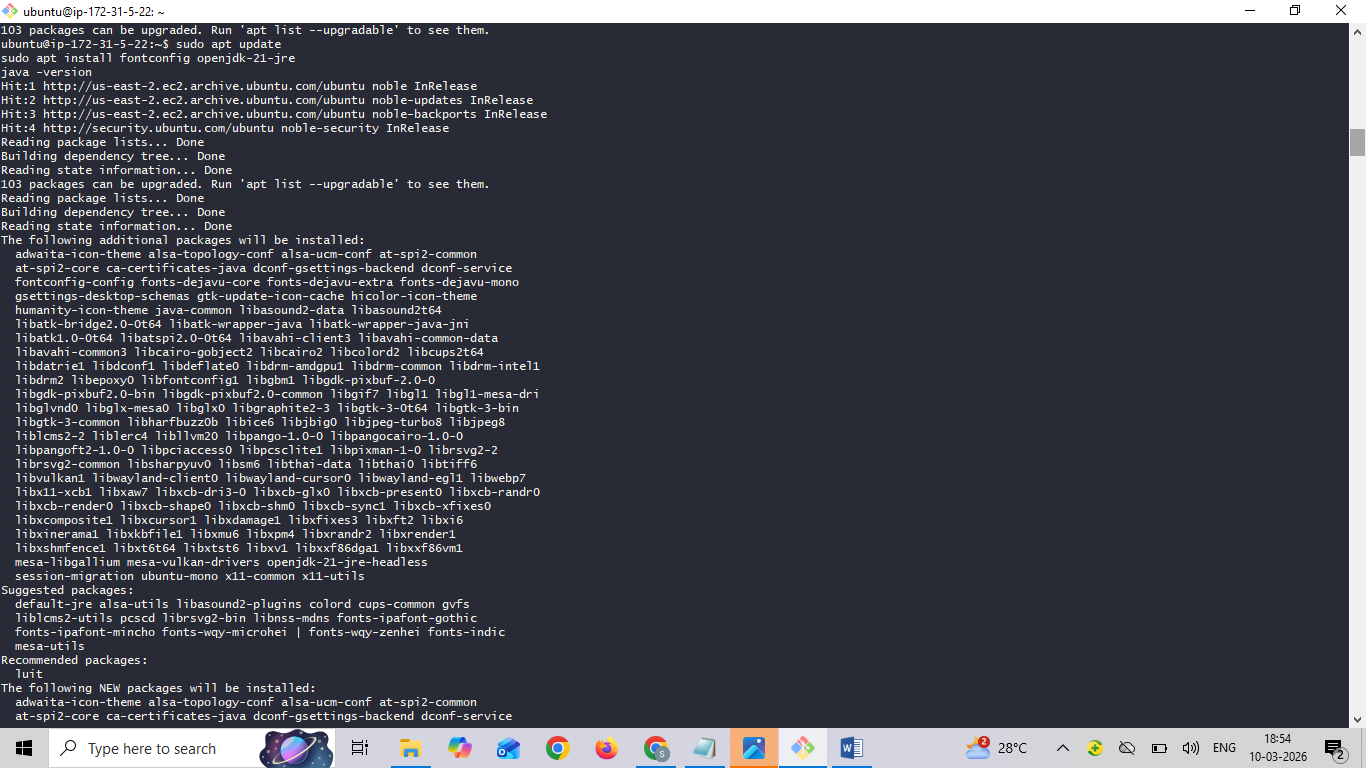 ubuntu@ip-172-31-5-22: ~
103 packages can be upgraded. Run 'apt list --upgradable' to see them.
ubuntu@ip-172-31-5-22:~$ sudo apt update
sudo apt install fontconfig openjdk-21-jre
java -version
Hit:1 http://us-east-2.ec2.archive.ubuntu.com/ubuntu noble InRelease
Hit:2 http://us-east-2.ec2.archive.ubuntu.com/ubuntu noble-updates InRelease
Hit:3 http://us-east-2.ec2.archive.ubuntu.com/ubuntu noble-backports InRelease
Hit:4 http://security.ubuntu.com/ubuntu noble-security InRelease
Reading package lists... Done
Building dependency tree... Done
Reading state information... Done
103 packages can be upgraded. Run 'apt list --upgradable' to see them.
Reading package lists... Done
Building dependency tree... Done
Reading state information... Done
The following additional packages will be installed:
adwaita-icon-theme alsa-topology-conf alsa-ucm-conf at-spi2-common
at-spi2-core ca-certificates-java dconf-gsettings-backend dconf-service
fontconfig-config fonts-dejavu-core fonts-dejavu-extra fonts-dejavu-mono
gsettings-desktop-schemas gtk-update-icon-cache hicolor-icon-theme
humanity-icon-theme java-common libasound2-data libasound2t64
libatk-bridge2.0-0t64 libatk-wrapper-java libatk-wrapper-java-jni
libatk1.0-0t64 libatspi2.0-0t64 libavahi-client3 libavahi-common-data
libavahi-common3 libcairo-gobject2 libcairo2 libcolord2 libcups2t64
libdatrie1 libdconf1 libdeflate0 libdrm-amdgpu1 libdrm-common libdrm-intel1
libdrm2 libepoxy0 libfontconfig1 libgbm1 libgdk-pixbuf-2.0-0
libgdk-pixbuf2.0-bin libgdk-pixbuf2.0-common libgif7 libgl1 libgl1-mesa-dri
libglvnd0 libglx-mesa0 libglx0 libgraphite2-3 libgtk-3-0t64 libgtk-3-bin
libgtk-3-common libharfbuzz0b libice6 libjbig0 libjpeg-turbo8 libjpeg8
liblcms2-2 liblerc4 libllvm20 libpango-1.0-0 libpangocairo-1.0-0
libpangoft2-1.0-0 libpciaccess0 libpcsclite1 libpixman-1-0 librsvg2-2
librsvg2-common libsharpyuv0 libsm6 libthai-data libthai0 libtiff6
libvulkan1 libwayland-client0 libwayland-cursor0 libwayland-egl1 libwebp7
libx11-xcb1 libxaw7 libxcb-dri3-0 libxcb-glx0 libxcb-present0 libxcb-randr0
libxcb-render0 libxcb-shape0 libxcb-shm0 libxcb-sync1 libxcb-xfixes0
libxcomposite1 libxcursor1 libxdamage1 libxfixes3 libxft2 libxi6
libxinerama1 libxkbfile1 libxmu6 libxpm4 libxrandr2 libxrender1
libxshmfence1 libxt6t64 libxtst6 libxv1 libxxf86dga1 libxxf86vm1
mesa-libgallium mesa-vulkan-drivers openjdk-21-jre-headless
session-migration ubuntu-mono x11-common x11-utils
Suggested packages:
default-jre alsa-utils libasound2-plugins colord cups-common gvfs
liblcms2-utils pcscd librsvg2-bin libnss-mdns fonts-ipafont-gothic
fonts-ipafont-mincho fonts-wqy-microhei | fonts-wqy-zenhei fonts-indic
mesa-utils
Recommended packages:
luit
The following NEW packages will be installed:
adwaita-icon-theme alsa-topology-conf alsa-ucm-conf at-spi2-common
at-spi2-core ca-certificates-java dconf-gsettings-backend dconf-service
Type here to search
2
28°C
ENG
18:54
10-03-2026
2